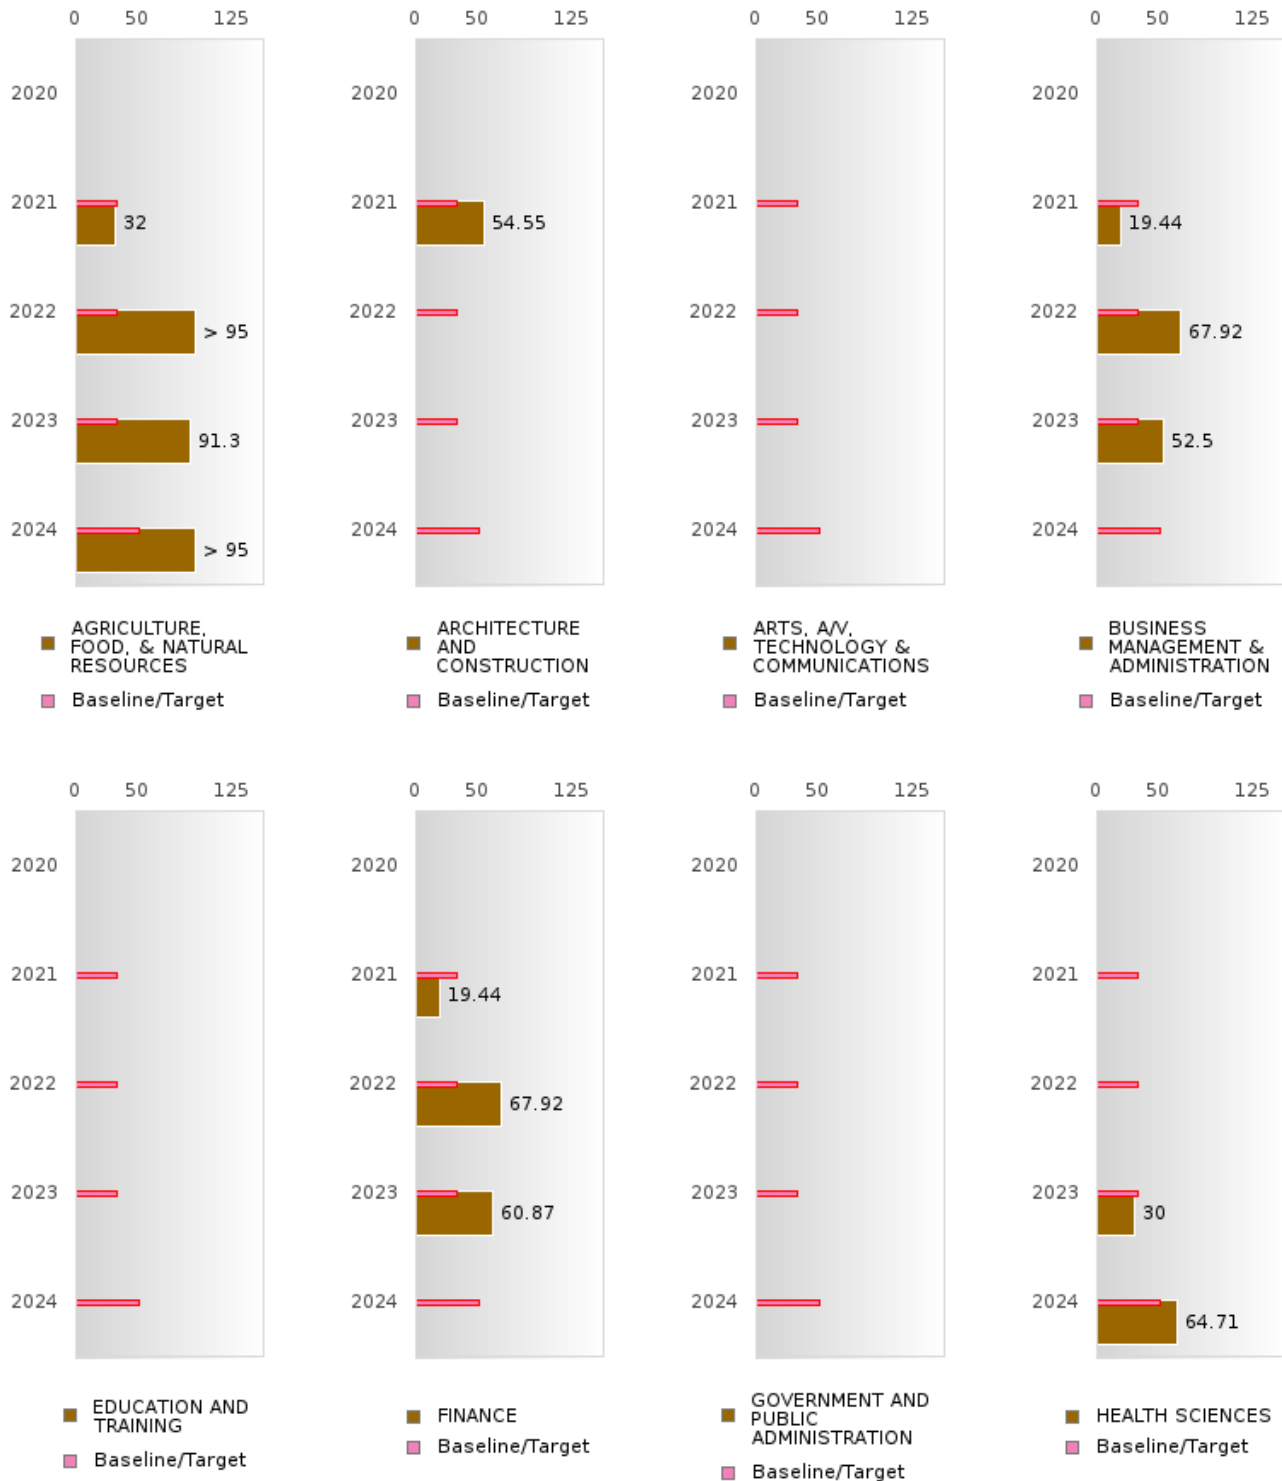 0 50 125
2020
2021
32
2022
> 95
2023
91.3
2024
> 95
AGRICULTURE,
FOOD, & NATURAL
RESOURCES
Baseline/Target
0 50 125
2020
2021
54.55
2022
2023
2024
ARCHITECTURE
AND
CONSTRUCTION
Baseline/Target
0 50 125
2020
2021
2022
2023
2024
ARTS, A/V,
TECHNOLOGY &
COMMUNICATIONS
Baseline/Target
0 50 125
2020
2021
19.44
2022
67.92
2023
52.5
2024
BUSINESS
MANAGEMENT &
ADMINISTRATION
Baseline/Target
0 50 125
2020
2021
2022
2023
2024
EDUCATION AND
TRAINING
Baseline/Target
0 50 125
2020
2021
19.44
2022
67.92
2023
60.87
2024
FINANCE
Baseline/Target
0 50 125
2020
2021
2022
2023
2024
GOVERNMENT AND
PUBLIC
ADMINISTRATION
Baseline/Target
0 50 125
2020
2021
2022
2023
30
2024
64.71
HEALTH SCIENCES
Baseline/Target